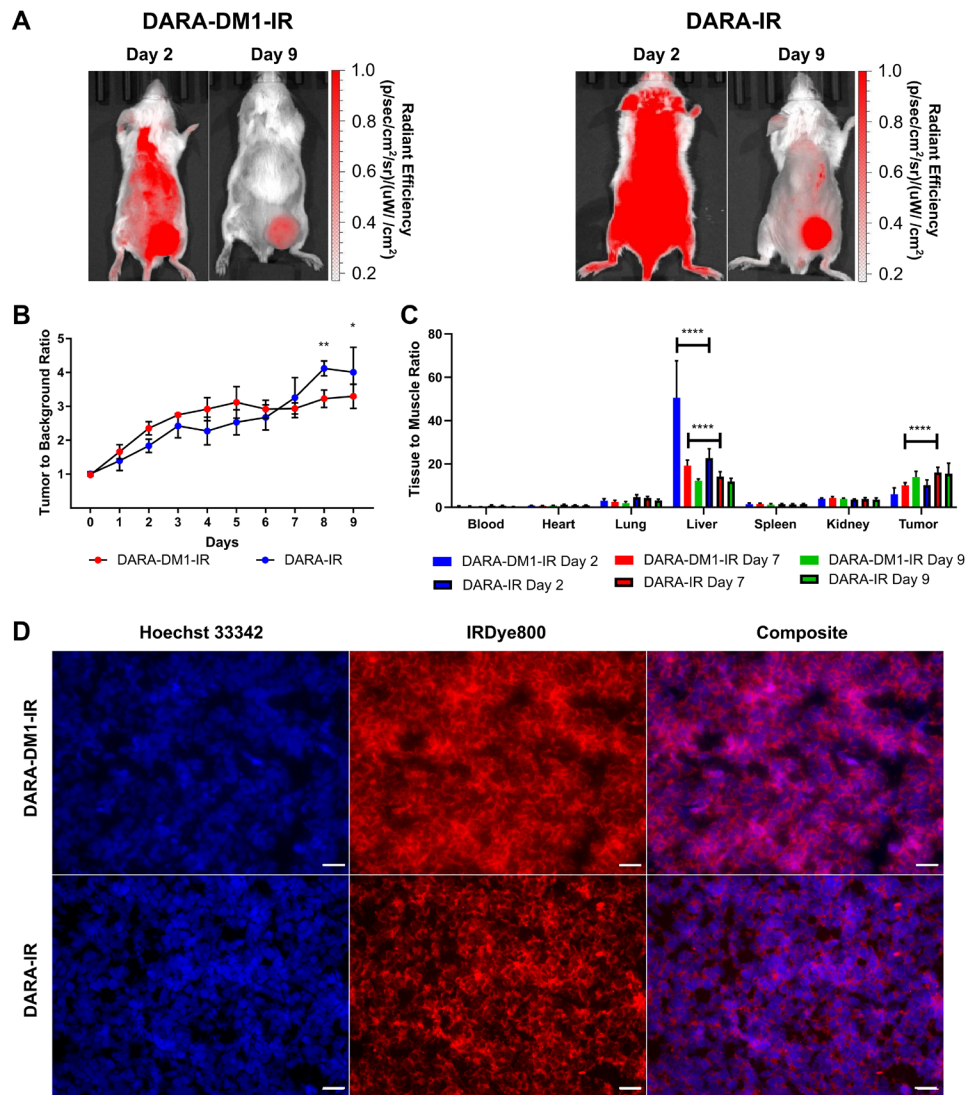 A
DARA-DM1-IR
DARA-IR
Day 2
Day 9
Day 2
Day 9
1.0
0.8
0.6
0.4
0.2
Radiant Efficiency
(p/sec/cm²/sr)/(uW/ /cm²)
1.0
0.8
0.6
0.4
0.2
Radiant Efficiency
(p/sec/cm²/sr)/(uW/ /cm²)
B
Tumor to Background Ratio
5
4
3
2
1
0
**
*
0 1 2 3 4 5 6 7 8 9
Days
DARA-DM1-IR
DARA-IR
C
Tissue to Muscle Ratio
80
60
40
20
0
****
****
****
Blood Heart Lung Liver Spleen Kidney Tumor
DARA-DM1-IR Day 2
DARA-DM1-IR Day 7
DARA-DM1-IR Day 9
DARA-IR Day 2
DARA-IR Day 7
DARA-IR Day 9
D
Hoechst 33342
IRDye800
Composite
DARA-DM1-IR
DARA-IR